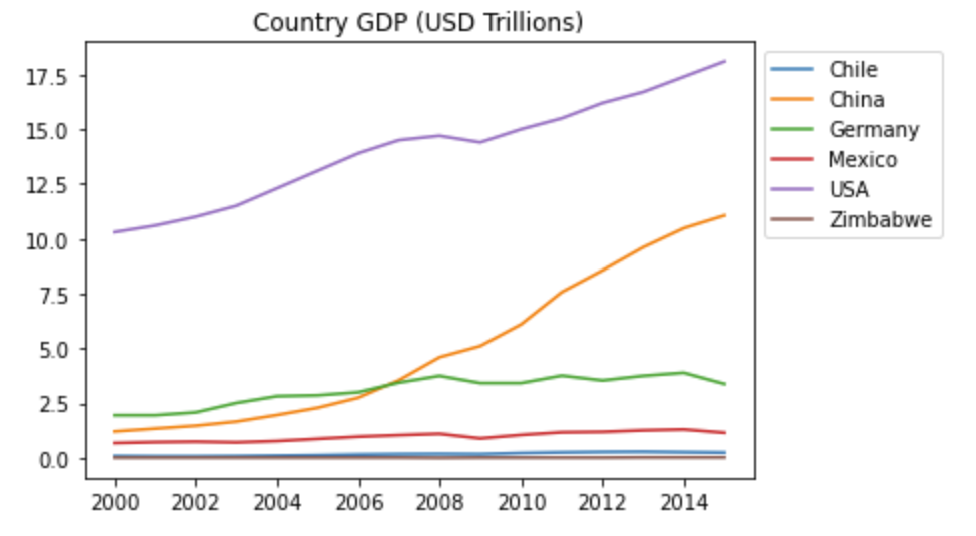 Country GDP (USD Trillions)
17.5
15.0
12.5
10.0
7.5
5.0
2.5
0.0
2000 2002 2004 2006 2008 2010 2012 2014
Chile
China
Germany
Mexico
USA
Zimbabwe